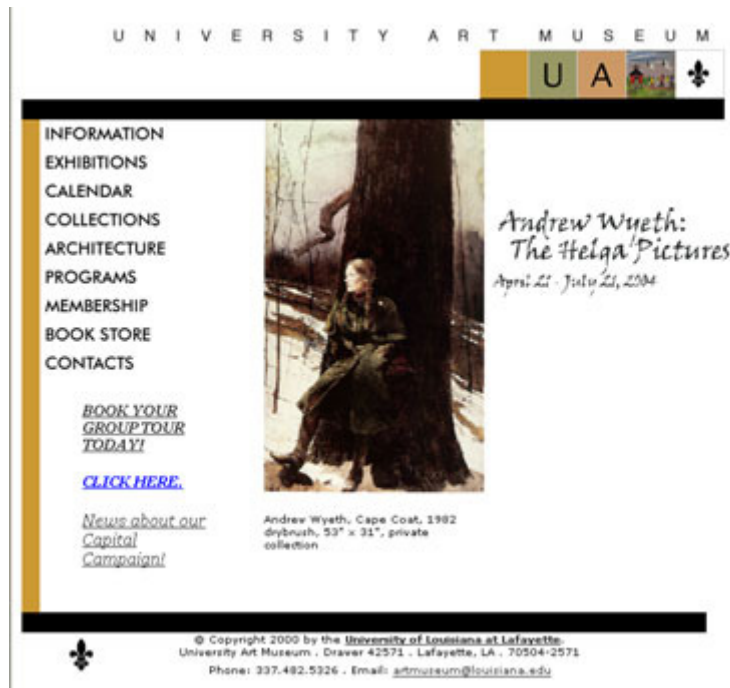 UNIVERSITY ART MUSEUM
U A
INFORMATION
EXHIBITIONS
CALENDAR
COLLECTIONS
ARCHITECTURE
PROGRAMS
MEMBERSHIP
BOOK STORE
CONTACTS
BOOK YOUR
GROUP TOUR
TODAY!
CLICK HERE.
News about our
Capital
Campaign!
Andrew Wyeth:
The Helga Pictures
April 21 - July 21, 2004
Andrew Wyeth, Cape Coat, 1982
drybrush, 53" x 31", private
collection
© Copyright 2000 by the University of Louisiana at Lafayette.
University Art Museum . Drawer 42571 . Lafayette, LA . 70504-2571
Phone: 337.482.5326 . Email: artmuseum@louisiana.edu